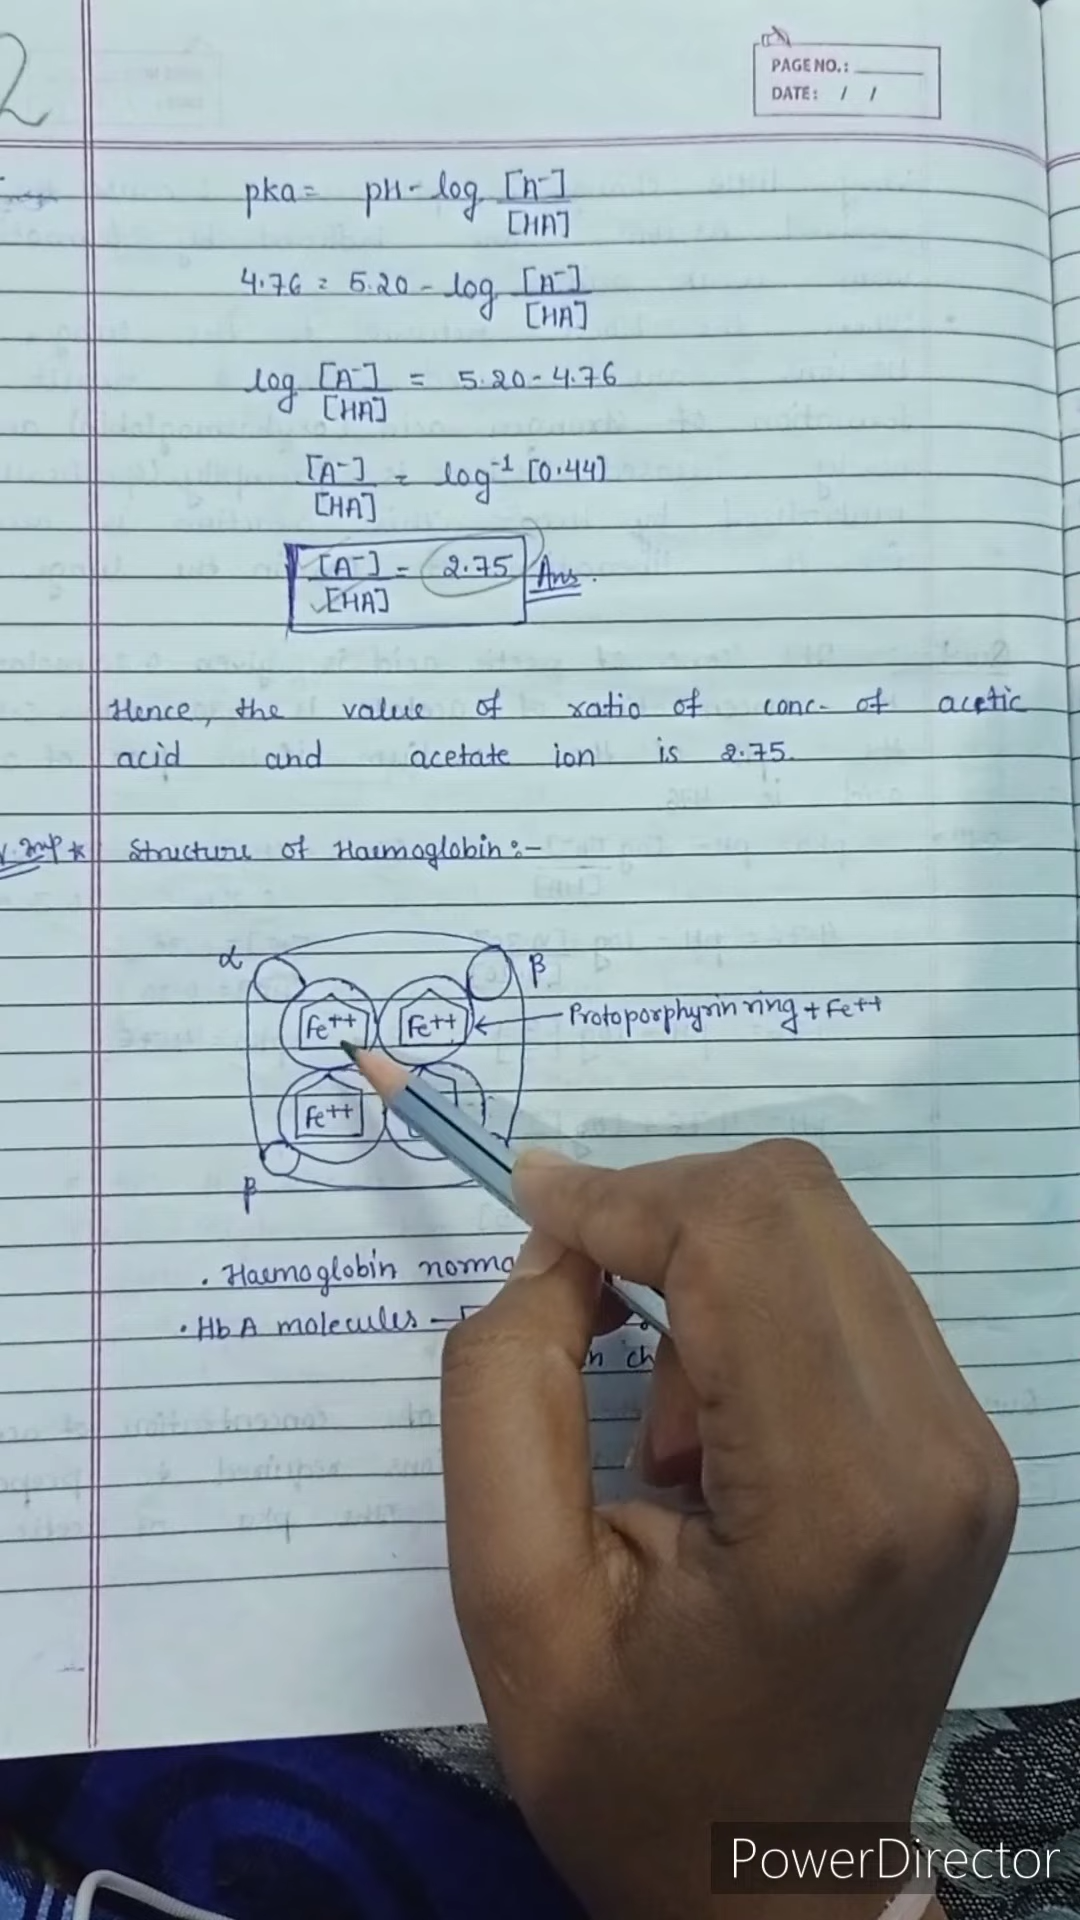 2
PAGE NO.:
DATE: / /
pka = pH - log [A⁻]/[HA]
4.76 = 5.20 - log [A⁻]/[HA]
log [A⁻]/[HA] = 5.20 - 4.76
[A⁻]/[HA] = log⁻¹ [0.44]
[A⁻]/[HA] = 2.75 Ans.
Hence, the value of ratio of conc. of acetic
acid and acetate ion is 2.75.
V. Imp * Structure of Haemoglobin :-
α β
Fe++ Fe++ ← Protoporphyrin ring + Fe++
Fe++
β
. Haemoglobin norma
. HbA molecules -
PowerDirector